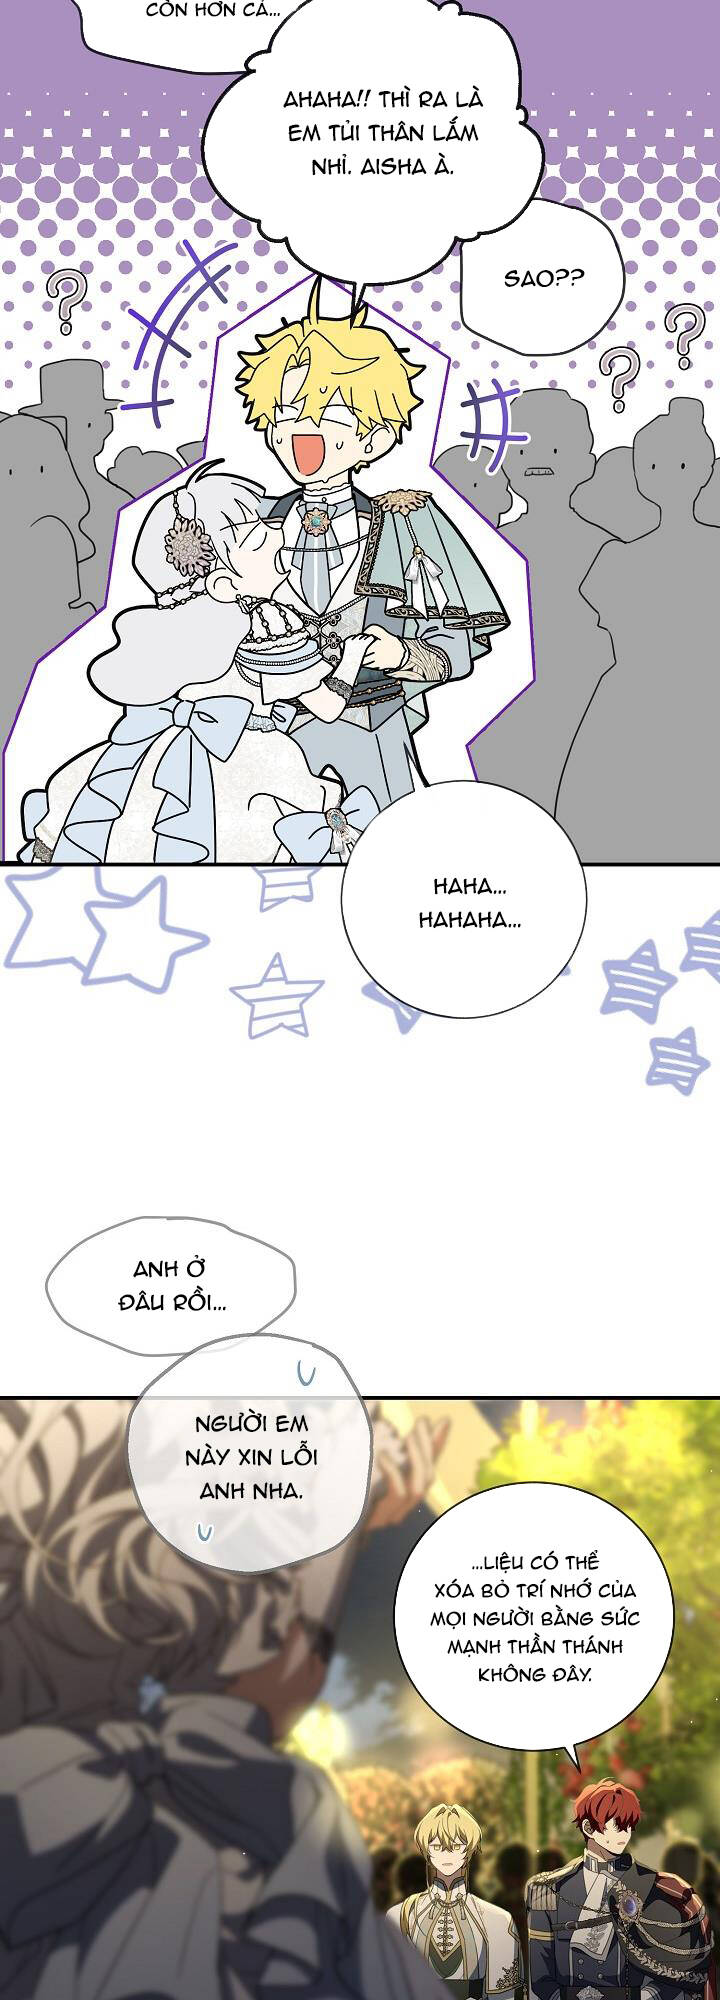 CÒN HƠN CẢ...
AHAHA!! THÌ RA LÀ
EM TỦI THÂN LẮM
NHỈ. AISHA À.
SAO??
HAHA...
HAHAHA...
ANH Ở
ĐÂU RỒI...
NGƯỜI EM
NÀY XIN LỖI
ANH NHA.
...LIỆU CÓ THỂ
XÓA BỎ TRÍ NHỚ CỦA
MỌI NGƯỜI BẰNG SỨC
MẠNH THẦN THÁNH
KHÔNG ĐÂY.